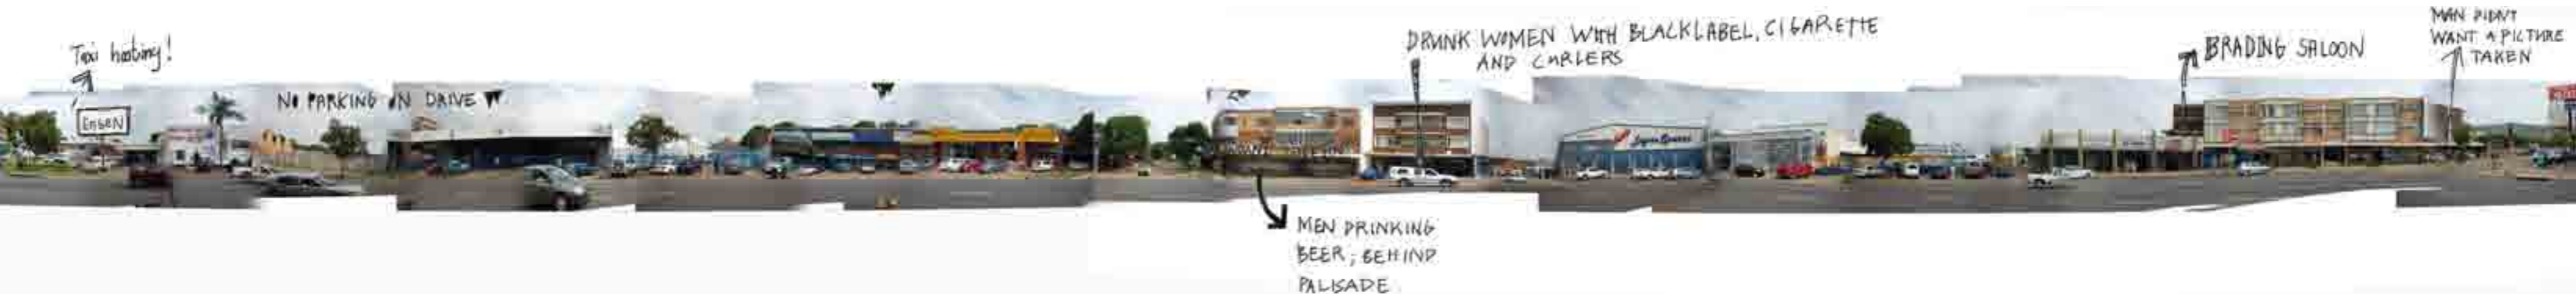 Taxi hooting!
ENGEN
NO PARKING ON DRIVE
DRUNK WOMEN WITH BLACKLABEL, CIGARETTE
AND CURLERS
MEN DRINKING
BEER, BEHIND
PALISADE
BRADING SALOON
MAN DIDNT
WANT A PICTURE
TAKEN